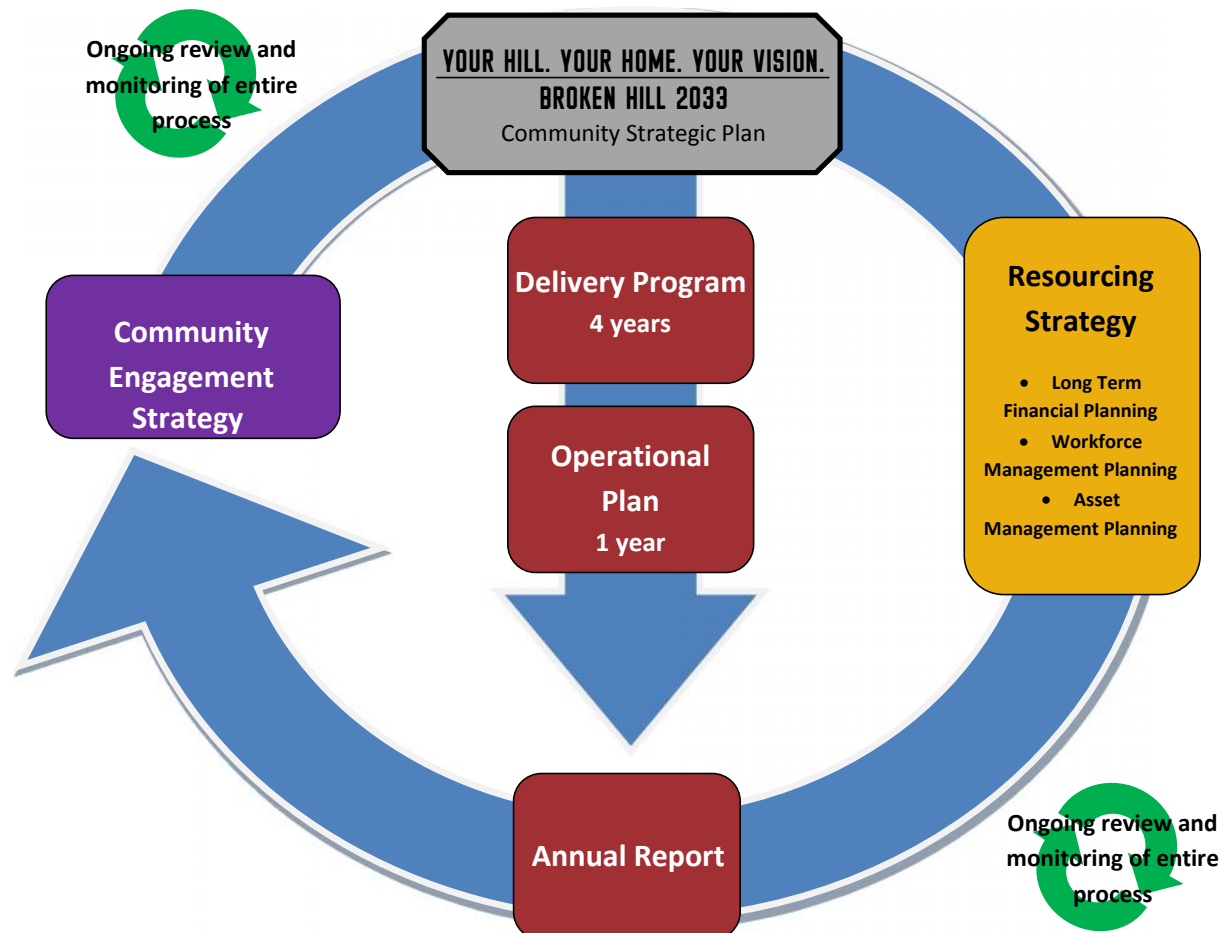 Ongoing review and
monitoring of entire
process
YOUR HILL. YOUR HOME. YOUR VISION.
BROKEN HILL 2033
Community Strategic Plan
Delivery Program
4 years
Resourcing
Strategy
• Long Term
Financial Planning
• Workforce
Management Planning
• Asset
Management Planning
Community
Engagement
Strategy
Operational
Plan
1 year
Annual Report
Ongoing review and
monitoring of entire
process